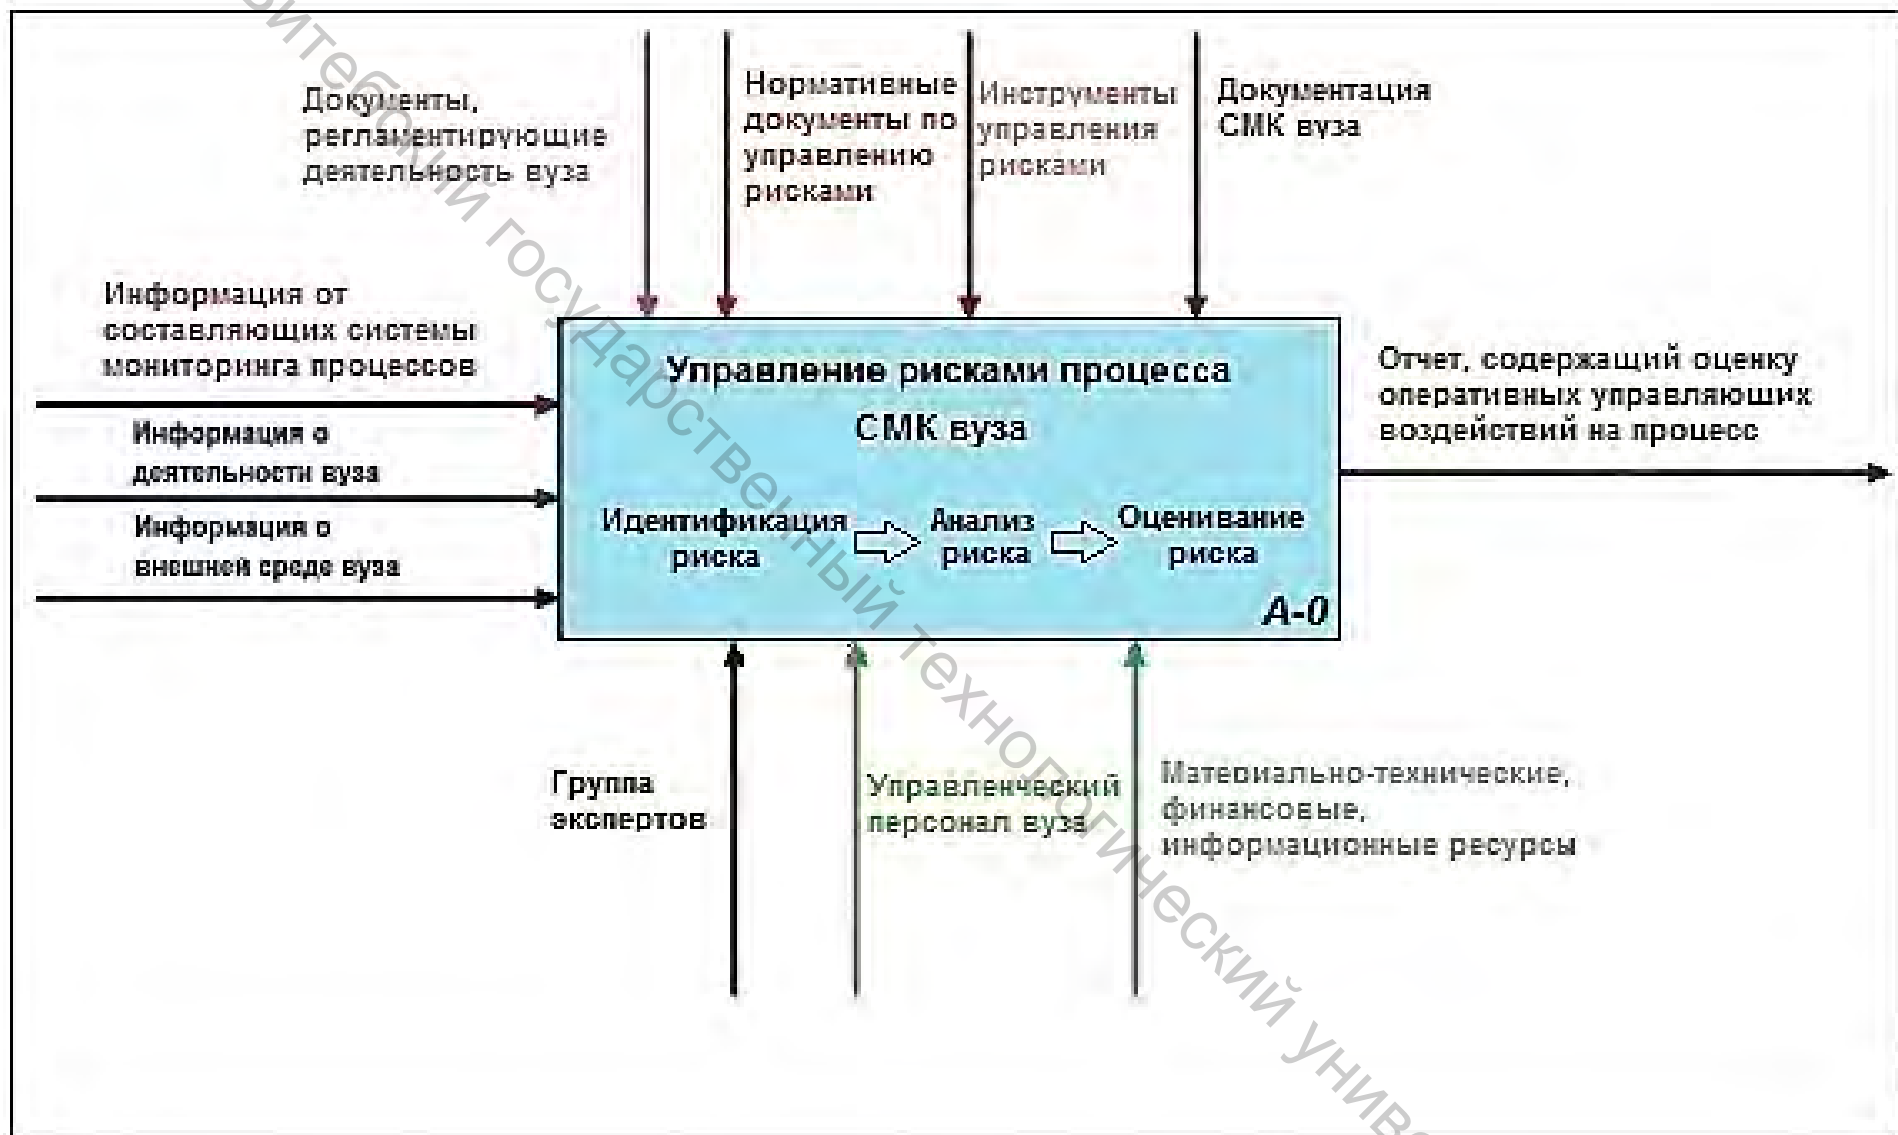 Документы,
регламентирующие
деятельность вуза
Нормативные
документы по
управлению
рисками
Инструменты
управления
рисками
Документация
СМК вуза
Информация от
составляющих системы
мониторинга процессов
Информация о
деятельности вуза
Информация о
внешней среде вуза
Управление рисками процесса
СМК вуза
Идентификация
риска
Анализ
риска
Оценивание
риска
А-0
Отчет, содержащий оценку
оперативных управляющих
воздействий на процесс
Группа
экспертов
Управленческий
персонал вуза
Материально-технические,
финансовые,
информационные ресурсы
государственный технологический